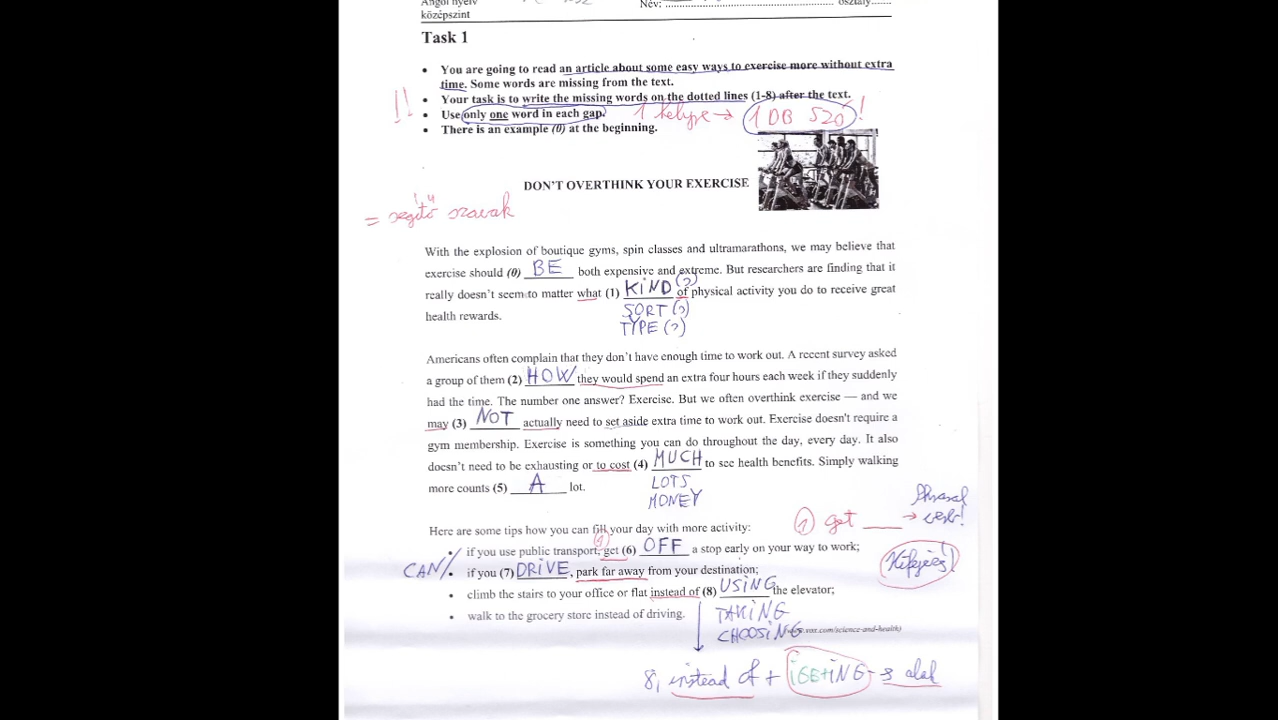 Angol nyelv
középszint
Név:
osztály
Task 1
• You are going to read an article about some easy ways to exercise more without extra
time. Some words are missing from the text.
• Your task is to write the missing words on the dotted lines (1-8) after the text.
!! • Use only one word in each gap. 1 helyre → 1 DB SZÓ!
• There is an example (0) at the beginning.
DON'T OVERTHINK YOUR EXERCISE
= segítő szavak
With the explosion of boutique gyms, spin classes and ultramarathons, we may believe that
exercise should (0) BE both expensive and extreme. But researchers are finding that it
really doesn't seem to matter what (1) KIND (?) of physical activity you do to receive great
SORT (?)
health rewards.
TYPE (?)
Americans often complain that they don't have enough time to work out. A recent survey asked
a group of them (2) HOW they would spend an extra four hours each week if they suddenly
had the time. The number one answer? Exercise. But we often overthink exercise — and we
may (3) NOT actually need to set aside extra time to work out. Exercise doesn't require a
gym membership. Exercise is something you can do throughout the day, every day. It also
doesn't need to be exhausting or to cost (4) MUCH to see health benefits. Simply walking
more counts (5) A lot. LOTS
MONEY
Here are some tips how you can fill your day with more activity: ? get ___ → Phrasal verb!
• if you use public transport, get (6) OFF a stop early on your way to work; Kifejezés!
CAN/ • if you (7) DRIVE, park far away from your destination;
• climb the stairs to your office or flat instead of (8) USING the elevator;
• walk to the grocery store instead of driving. TAKING
CHOOSING
vox.com/science-and-health)
8, instead of + IGE+ING-s alak